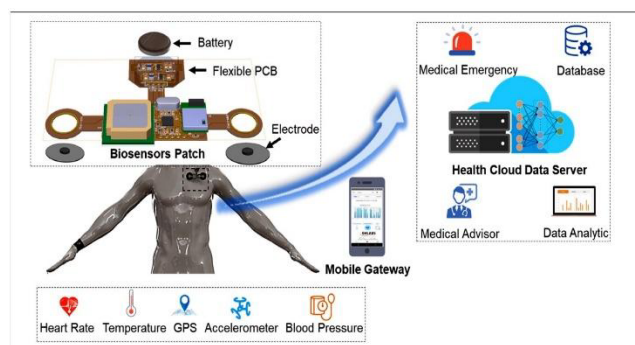 Battery
Flexible PCB
Electrode
Biosensors Patch
Mobile Gateway
Heart Rate
Temperature
GPS
Accelerometer
Blood Pressure
Medical Emergency
Database
Health Cloud Data Server
Medical Advisor
Data Analytic